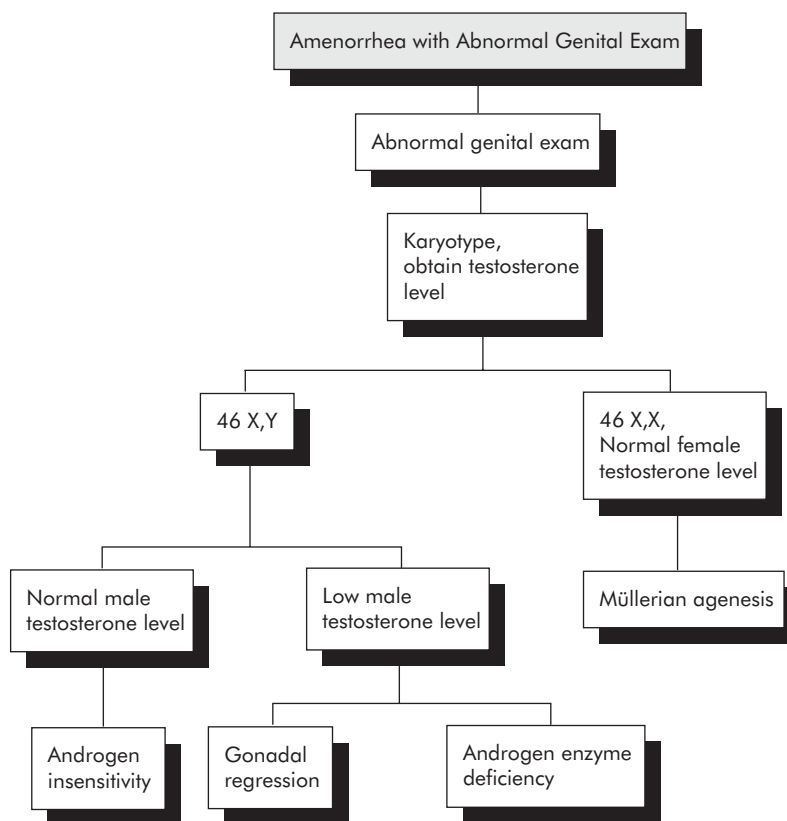 Amenorrhea with Abnormal Genital Exam
Abnormal genital exam
Karyotype,
obtain testosterone
level
46 X,Y
46 X,X,
Normal female
testosterone level
Normal male
testosterone level
Low male
testosterone level
Müllerian agenesis
Androgen
insensitivity
Gonadal
regression
Androgen enzyme
deficiency